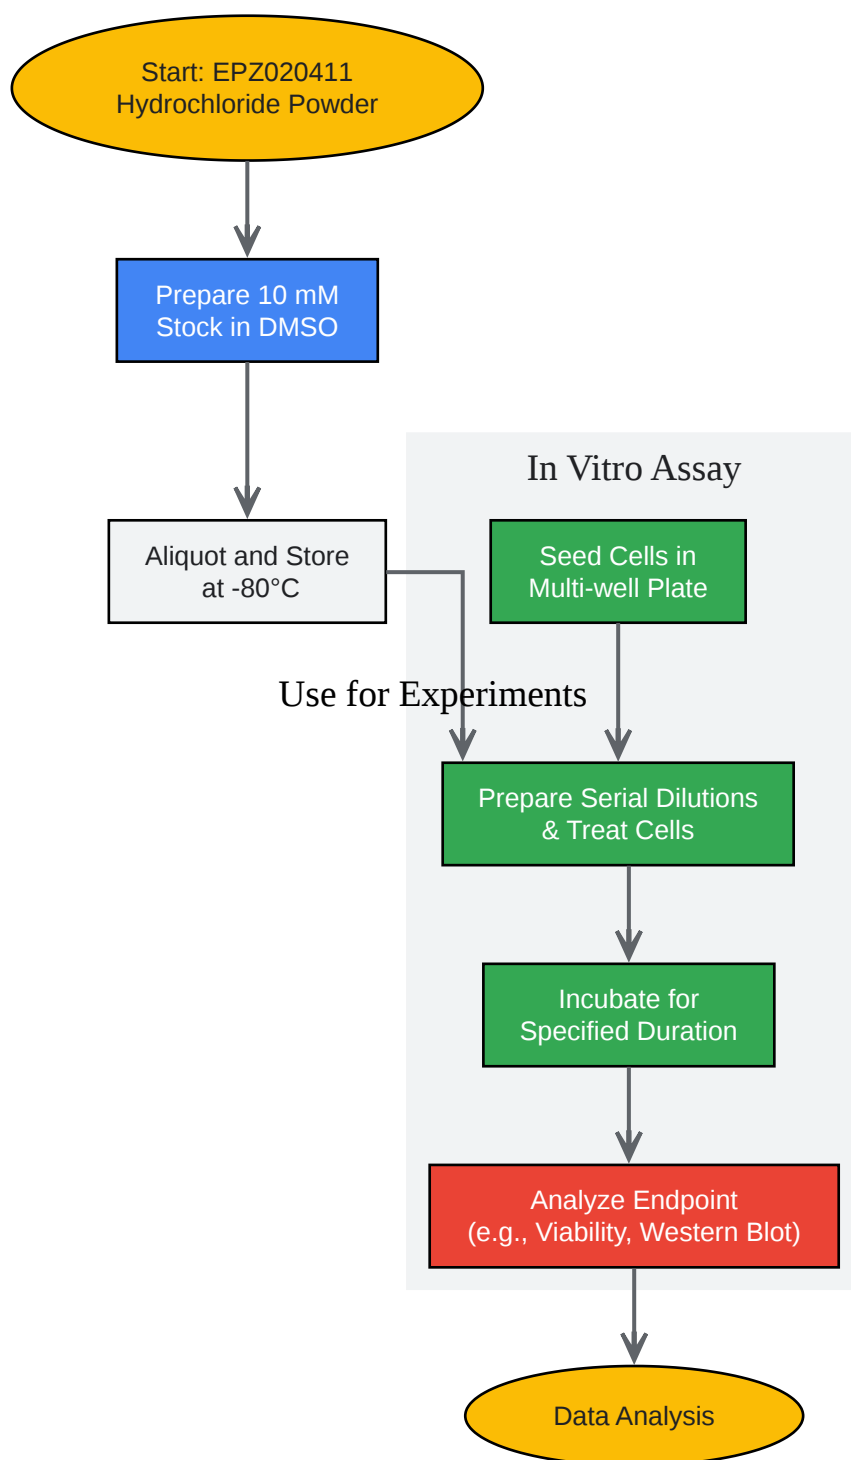 Start: EPZ020411
Hydrochloride Powder
Prepare 10 mM
Stock in DMSO
In Vitro Assay
Aliquot and Store
at -80°C
Seed Cells in
Multi-well Plate
Use for Experiments
Prepare Serial Dilutions
& Treat Cells
Incubate for
Specified Duration
Analyze Endpoint
(e.g., Viability, Western Blot)
Data Analysis